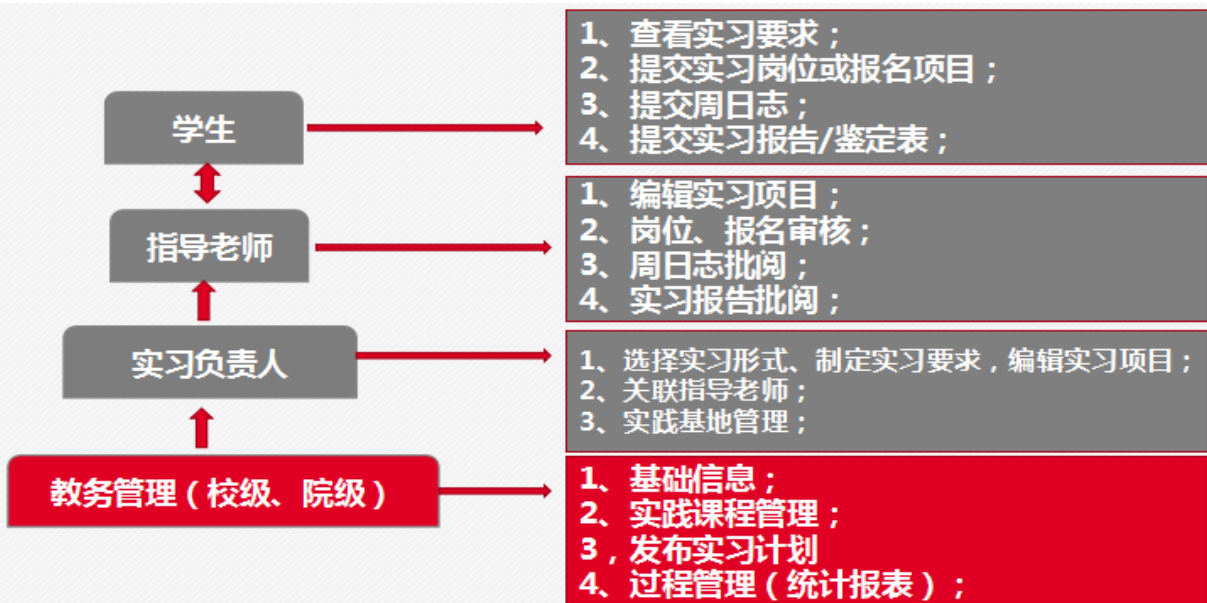 学生
1、查看实习要求；
2、提交实习岗位或报名项目；
3、提交周日志；
4、提交实习报告/鉴定表；
指导老师
1、编辑实习项目；
2、岗位、报名审核；
3、周日志批阅；
4、实习报告批阅；
实习负责人
1、选择实习形式、制定实习要求，编辑实习项目；
2、关联指导老师；
3、实践基地管理；
教务管理（校级、院级）
1、基础信息；
2、实践课程管理；
3，发布实习计划
4、过程管理（统计报表）；